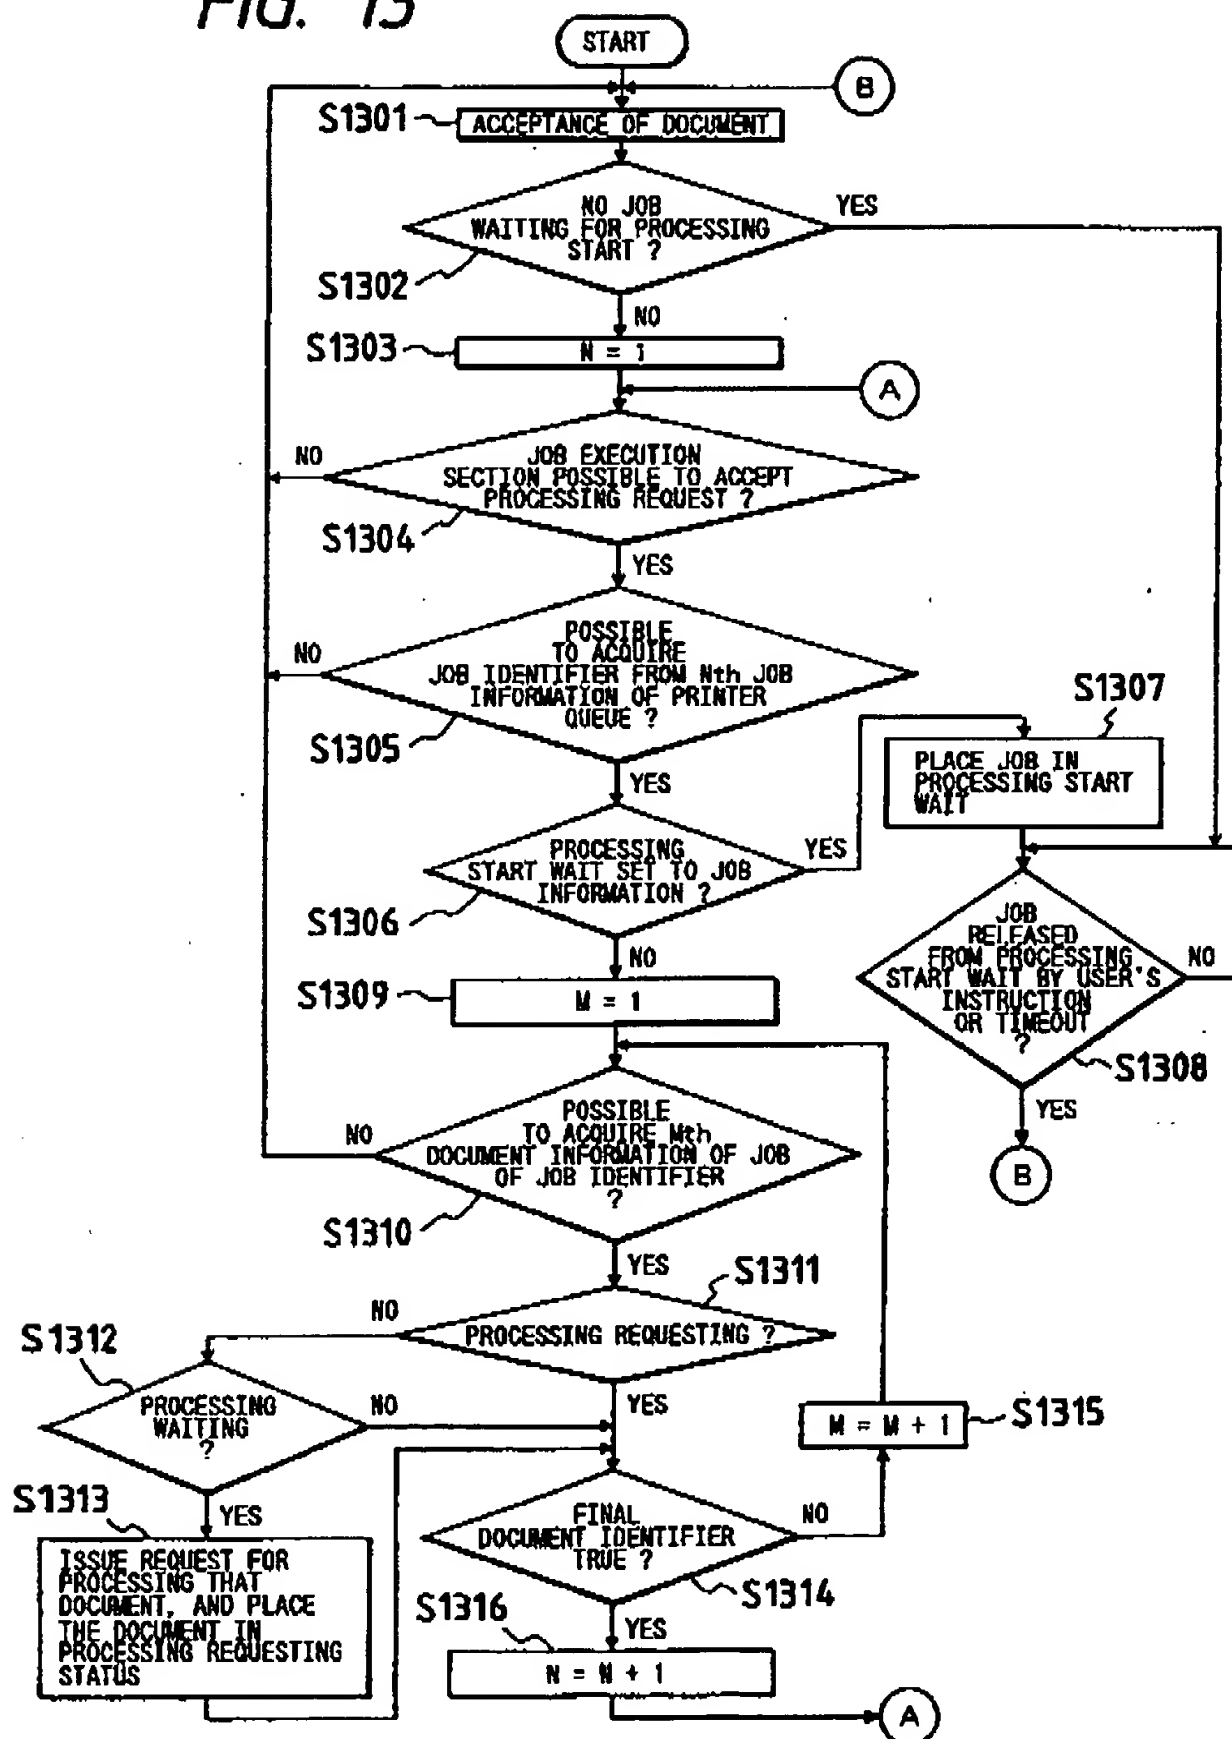 FIG. 13
START
B
S1301
ACCEPTANCE OF DOCUMENT
NO JOB
WAITING FOR PROCESSING
START ?
YES
S1302
NO
S1303
N = 1
A
JOB EXECUTION
SECTION POSSIBLE TO ACCEPT
PROCESSING REQUEST ?
NO
S1304
YES
POSSIBLE
TO ACQUIRE
JOB IDENTIFIER FROM Nth JOB
INFORMATION OF PRINTER
QUEUE ?
NO
S1305
YES
S1307
PLACE JOB IN
PROCESSING START
WAIT
PROCESSING
START WAIT SET TO JOB
INFORMATION ?
YES
S1306
NO
JOB
RELEASED
FROM PROCESSING
START WAIT BY USER'S
INSTRUCTION
OR TIMEOUT
?
NO
S1308
YES
B
S1309
M = 1
POSSIBLE
TO ACQUIRE Mth
DOCUMENT INFORMATION OF JOB
OF JOB IDENTIFIER
?
NO
S1310
YES
S1311
PROCESSING REQUESTING ?
NO
YES
S1312
PROCESSING
WAITING
?
NO
YES
S1315
M = M + 1
S1313
ISSUE REQUEST FOR
PROCESSING THAT
DOCUMENT, AND PLACE
THE DOCUMENT IN
PROCESSING REQUESTING
STATUS
FINAL
DOCUMENT IDENTIFIER
TRUE ?
NO
S1314
YES
S1316
N = N + 1
A